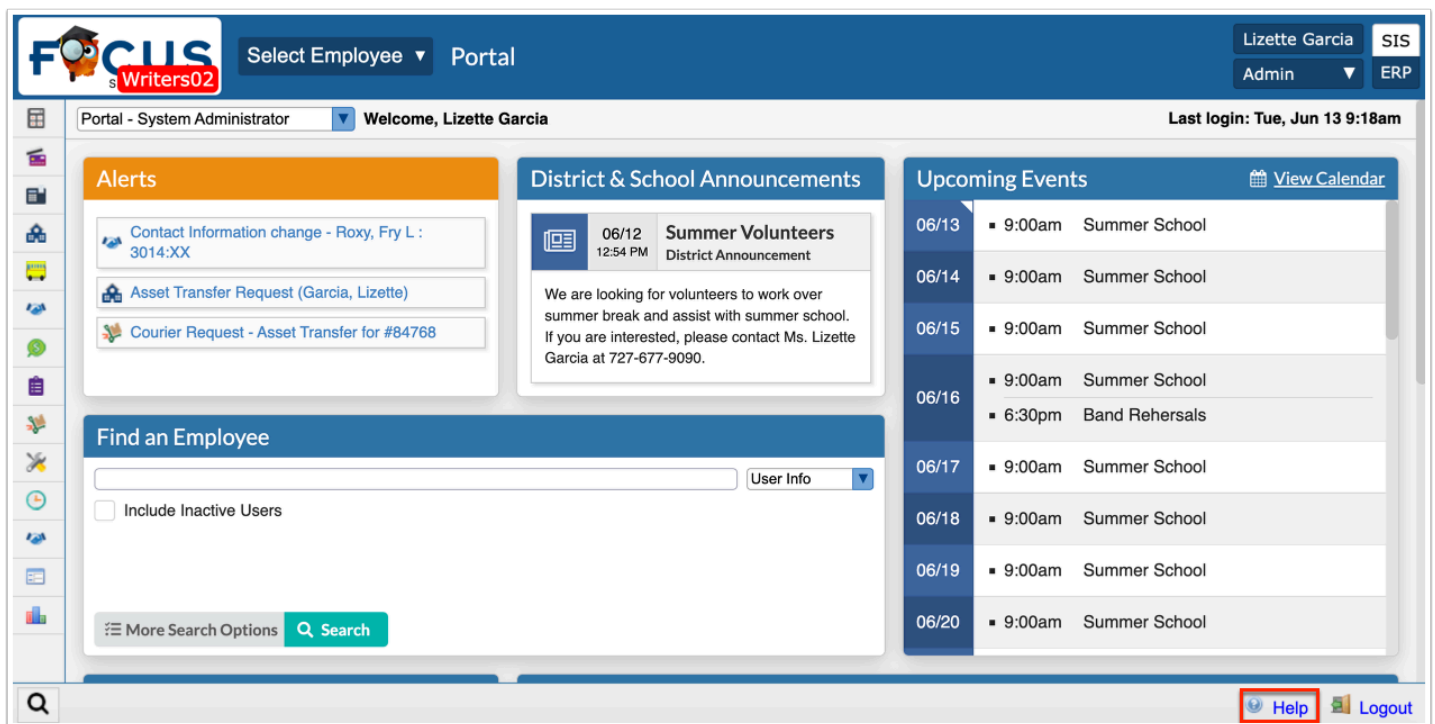 FOCUS
S
Writers02
Select Employee ▼
Portal
Lizette Garcia
Admin ▼
SIS
ERP
Portal - System Administrator
Welcome, Lizette Garcia
Last login: Tue, Jun 13 9:18am
Alerts
Contact Information change - Roxy, Fry L :
3014:XX
Asset Transfer Request (Garcia, Lizette)
Courier Request - Asset Transfer for #84768
District & School Announcements
06/12
12:54 PM
Summer Volunteers
District Announcement
We are looking for volunteers to work over
summer break and assist with summer school.
If you are interested, please contact Ms. Lizette
Garcia at 727-677-9090.
Find an Employee
User Info
Include Inactive Users
More Search Options
Search
Upcoming Events
View Calendar
06/13 ▪ 9:00am Summer School
06/14 ▪ 9:00am Summer School
06/15 ▪ 9:00am Summer School
06/16 ▪ 9:00am Summer School
▪ 6:30pm Band Rehersals
06/17 ▪ 9:00am Summer School
06/18 ▪ 9:00am Summer School
06/19 ▪ 9:00am Summer School
06/20 ▪ 9:00am Summer School
Help
Logout